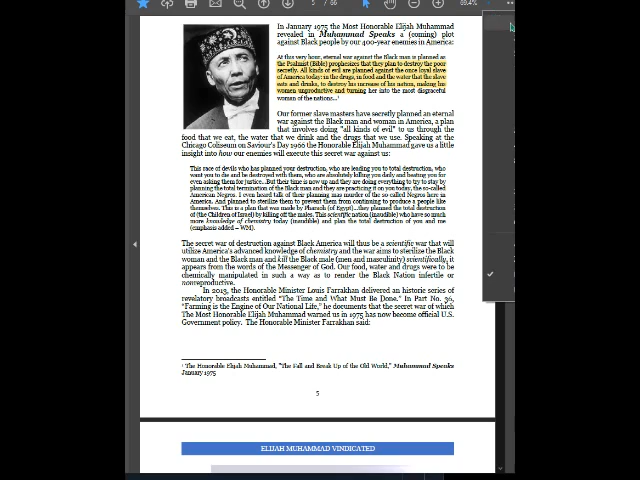 5 / 86
89.4%
In January 1975 the Most Honorable Elijah Muhammad
revealed in Muhammad Speaks a (coming) plot
against Black people by our 400-year enemies in America:
At this very hour, eternal war against the Black man is planned as
the Psalmist (Bible) prophezises that they plan to destroy the poor
secretly. All kinds of evil are planned against the once loyal slave
of America today: in the drugs, in food and the water that the slave
eats and drinks, to destroy his increase of his nation, making his
women unproductive and turning her into the most disgraceful
woman of the nations...¹
Our former slave masters have secretly planned an eternal
war against the Black man and woman in America, a plan
that involves doing "all kinds of evil" to us through the
food that we eat, the water that we drink and the drugs that we use. Speaking at the
Chicago Coliseum on Saviour's Day 1966 the Honorable Elijah Muhammad gave us a little
insight into how our enemies will execute this secret war against us:
This race of devils who has planned your destruction, who are leading you to total destruction, who
want you to die and be destroyed with them, who are absolutely killing you daily and beating you for
even asking them for justice...But their time is now up and they are doing everything to try to stay by
planning the total termination of the Black man and they are practicing it on you today, the so-called
American Negros. I even heard talk of their planning mass murder of the so-called Negros here in
America. And planned to sterilize them to prevent them from continuing to produce a people like
themselves. This is a plan that was made by Pharaoh (of Egypt)...they planned the total destruction
of (the Children of Israel) by killing off the males. This scientific nation (inaudible) who have so much
more knowledge of chemistry today (inaudible) and plan the total destruction of you and me
(emphasis added – WM).
The secret war of destruction against Black America will thus be a scientific war that will
utilize America's advanced knowledge of chemistry and the war aims to sterilize the Black
woman and the Black man and kill the Black male (men and masculinity) scientifically, it
appears from the words of the Messenger of God. Our food, water and drugs were to be
chemically manipulated in such a way as to render the Black Nation infertile or
nonreproductive.
In 2013, the Honorable Minister Louis Farrakhan delivered an historic series of
revelatory broadcasts entitled "The Time and What Must Be Done." In Part No. 36,
"Farming is the Engine of Our National Life," he documents that the secret war of which
The Most Honorable Elijah Muhammad warned us in 1975 has now become official U.S.
Government policy. The Honorable Minister Farrakhan said:
¹ The Honorable Elijah Muhammad, "The Fall and Break Up of the Old World," Muhammad Speaks
January 1975
5
ELIJAH MUHAMMAD VINDICATED